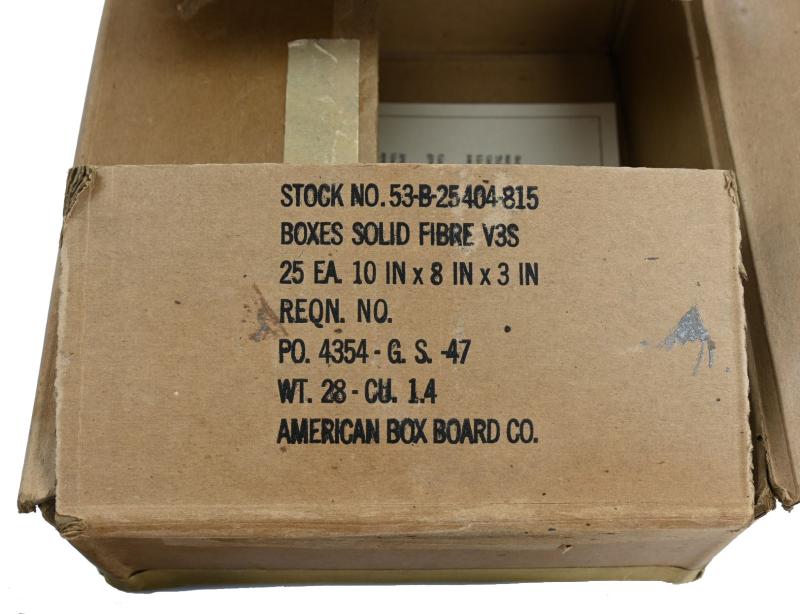 STOCK NO. 53-B-25404-815
BOXES SOLID FIBRE V3S
25 EA. 10 IN x 8 IN x 3 IN
REQN. NO.
PO. 4354 - G. S. -47
WT. 28 - CU. 1.4
AMERICAN BOX BOARD CO.